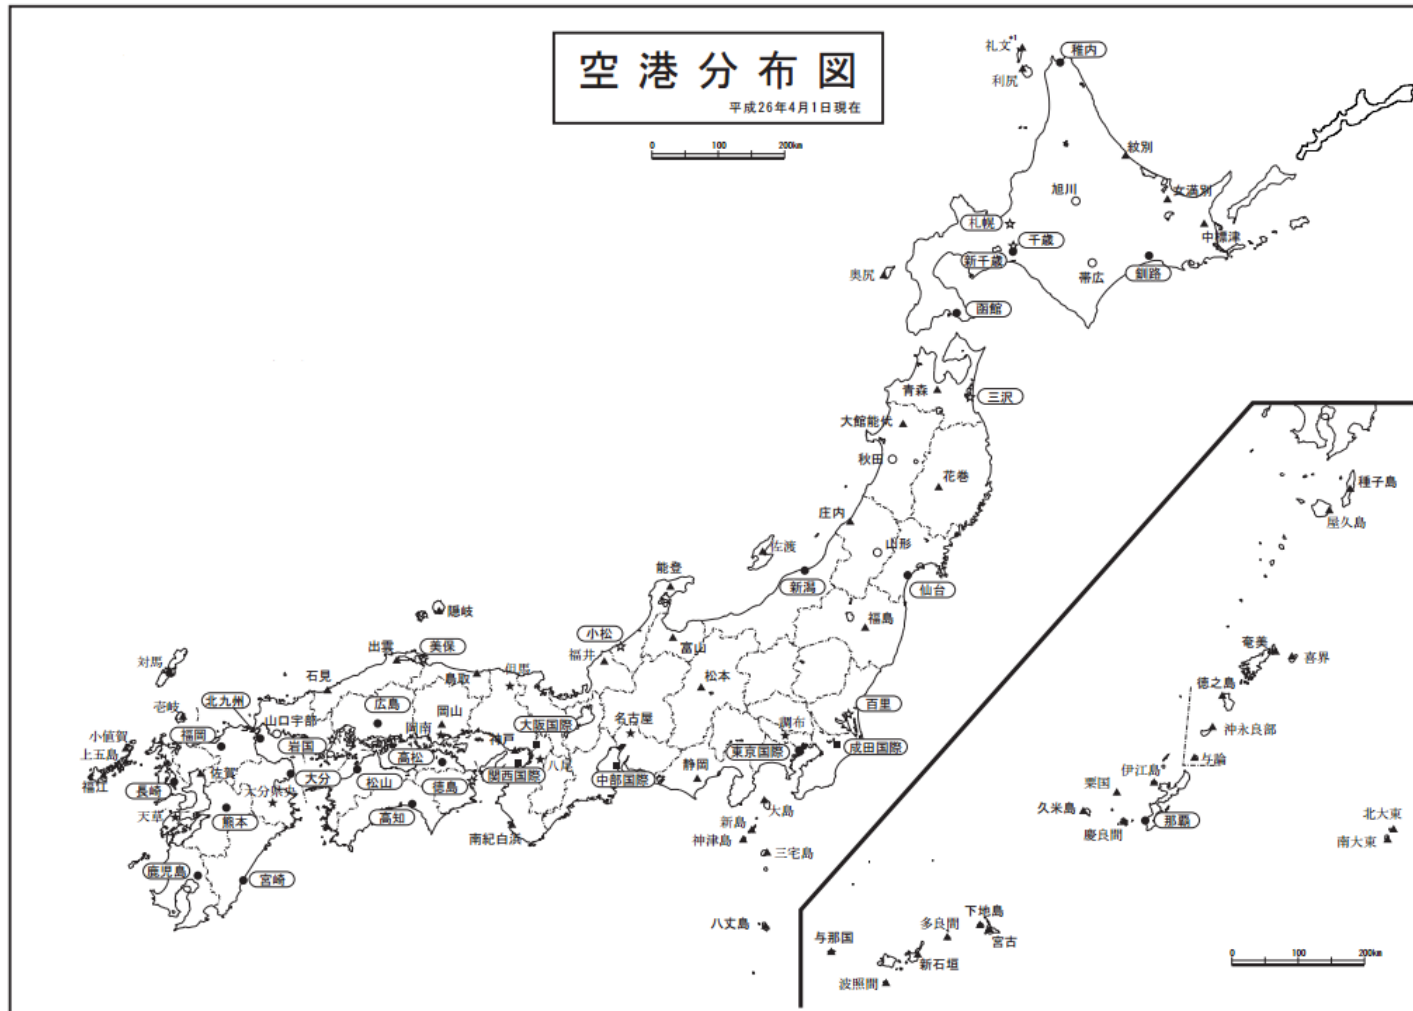 空港分布図
平成26年4月1日現在
0 100 200km
礼文*1
稚内
利尻
紋別
旭川
女満別
札幌
中標津
千歳
新千歳
奥尻
帯広
釧路
函館
青森
三沢
大館能代
秋田
花巻
庄内
山形
佐渡
新潟
仙台
能登
福島
隠岐
小松
富山
福井
出雲
美保
対馬
石見
鳥取
但馬
松本
百里
壱岐
北九州
山口宇部
広島
岡山
岡南
大阪国際
名古屋
調布
小値賀
上五島
福岡
岩国
神戸
東京国際
成田国際
福江
長崎
佐賀
大分
松山
高松
徳島
関西国際
八尾
中部国際
静岡
大分県央
天草
熊本
高知
南紀白浜
大島
新島
神津島
三宅島
鹿児島
宮崎
八丈島
種子島
屋久島
奄美
喜界
徳之島
沖永良部
与論
伊江島
粟国
久米島
慶良間
那覇
北大東
南大東
下地島
多良間
宮古
与那国
新石垣
波照間
0 100 200km